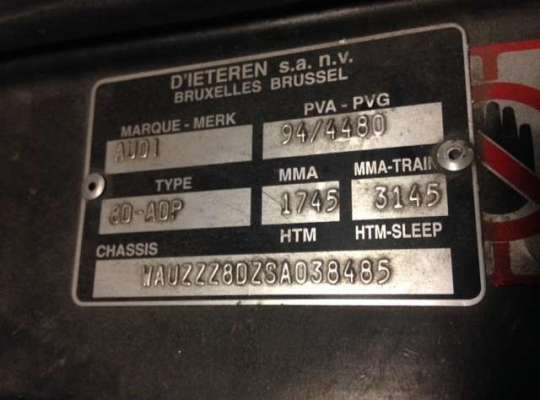 D'IETEREN s.a. n.v.
BRUXELLES BRUSSEL
MARQUE - MERK PVA - PVG
AUDI 94/4480
TYPE MMA MMA-TRAIN
8D-ADP 1745 3145
HTM HTM-SLEEP
CHASSIS
WAUZZZ8DZSA038485